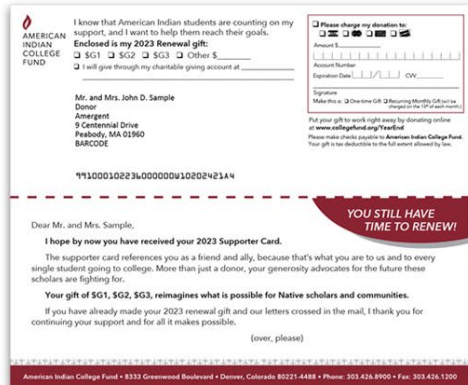 AMERICAN
INDIAN
COLLEGE
FUND
I know that American Indian students are counting on my
support, and I want to help them reach their goals.
Enclosed is my 2023 Renewal gift:
$G1 $G2 $G3 Other $
I will give through my charitable giving account at
Mr. and Mrs. John D. Sample
Donor
Amergent
9 Centennial Drive
Peabody, MA 01960
BARCODE
Please charge my donation to:
Amount $
Account Number
Expiration Date CVV
Signature
Make this a: One-time Gift Recurring Monthly Gift (will be
charged on the 15th of each month.)
Put your gift to work right away by donating online
at www.collegefund.org/YearEnd
Please make checks payable to American Indian College Fund.
Your gift is tax deductible to the full extent allowed by law.
YOU STILL HAVE
TIME TO RENEW!
Dear Mr. and Mrs. Sample,
I hope by now you have received your 2023 Supporter Card.
The supporter card references you as a friend and ally, because that's what you are to us and to every
single student going to college. More than just a donor, your generosity advocates for the future these
scholars are fighting for.
Your gift of $G1, $G2, $G3, reimagines what is possible for Native scholars and communities.
If you have already made your 2023 renewal gift and our letters crossed in the mail, I thank you for
continuing your support and for all it makes possible.
(over, please)
American Indian College Fund • 8333 Greenwood Boulevard • Denver, Colorado 80221-4488 • Phone: 303.426.8900 • Fax: 303.426.1200